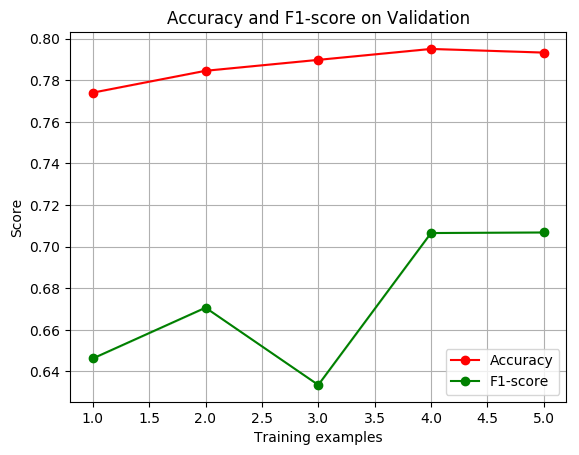 Accuracy and F1-score on Validation
0.80
0.78
0.76
0.74
0.72
0.70
0.68
0.66
0.64
Score
Accuracy
F1-score
1.0 1.5 2.0 2.5 3.0 3.5 4.0 4.5 5.0
Training examples